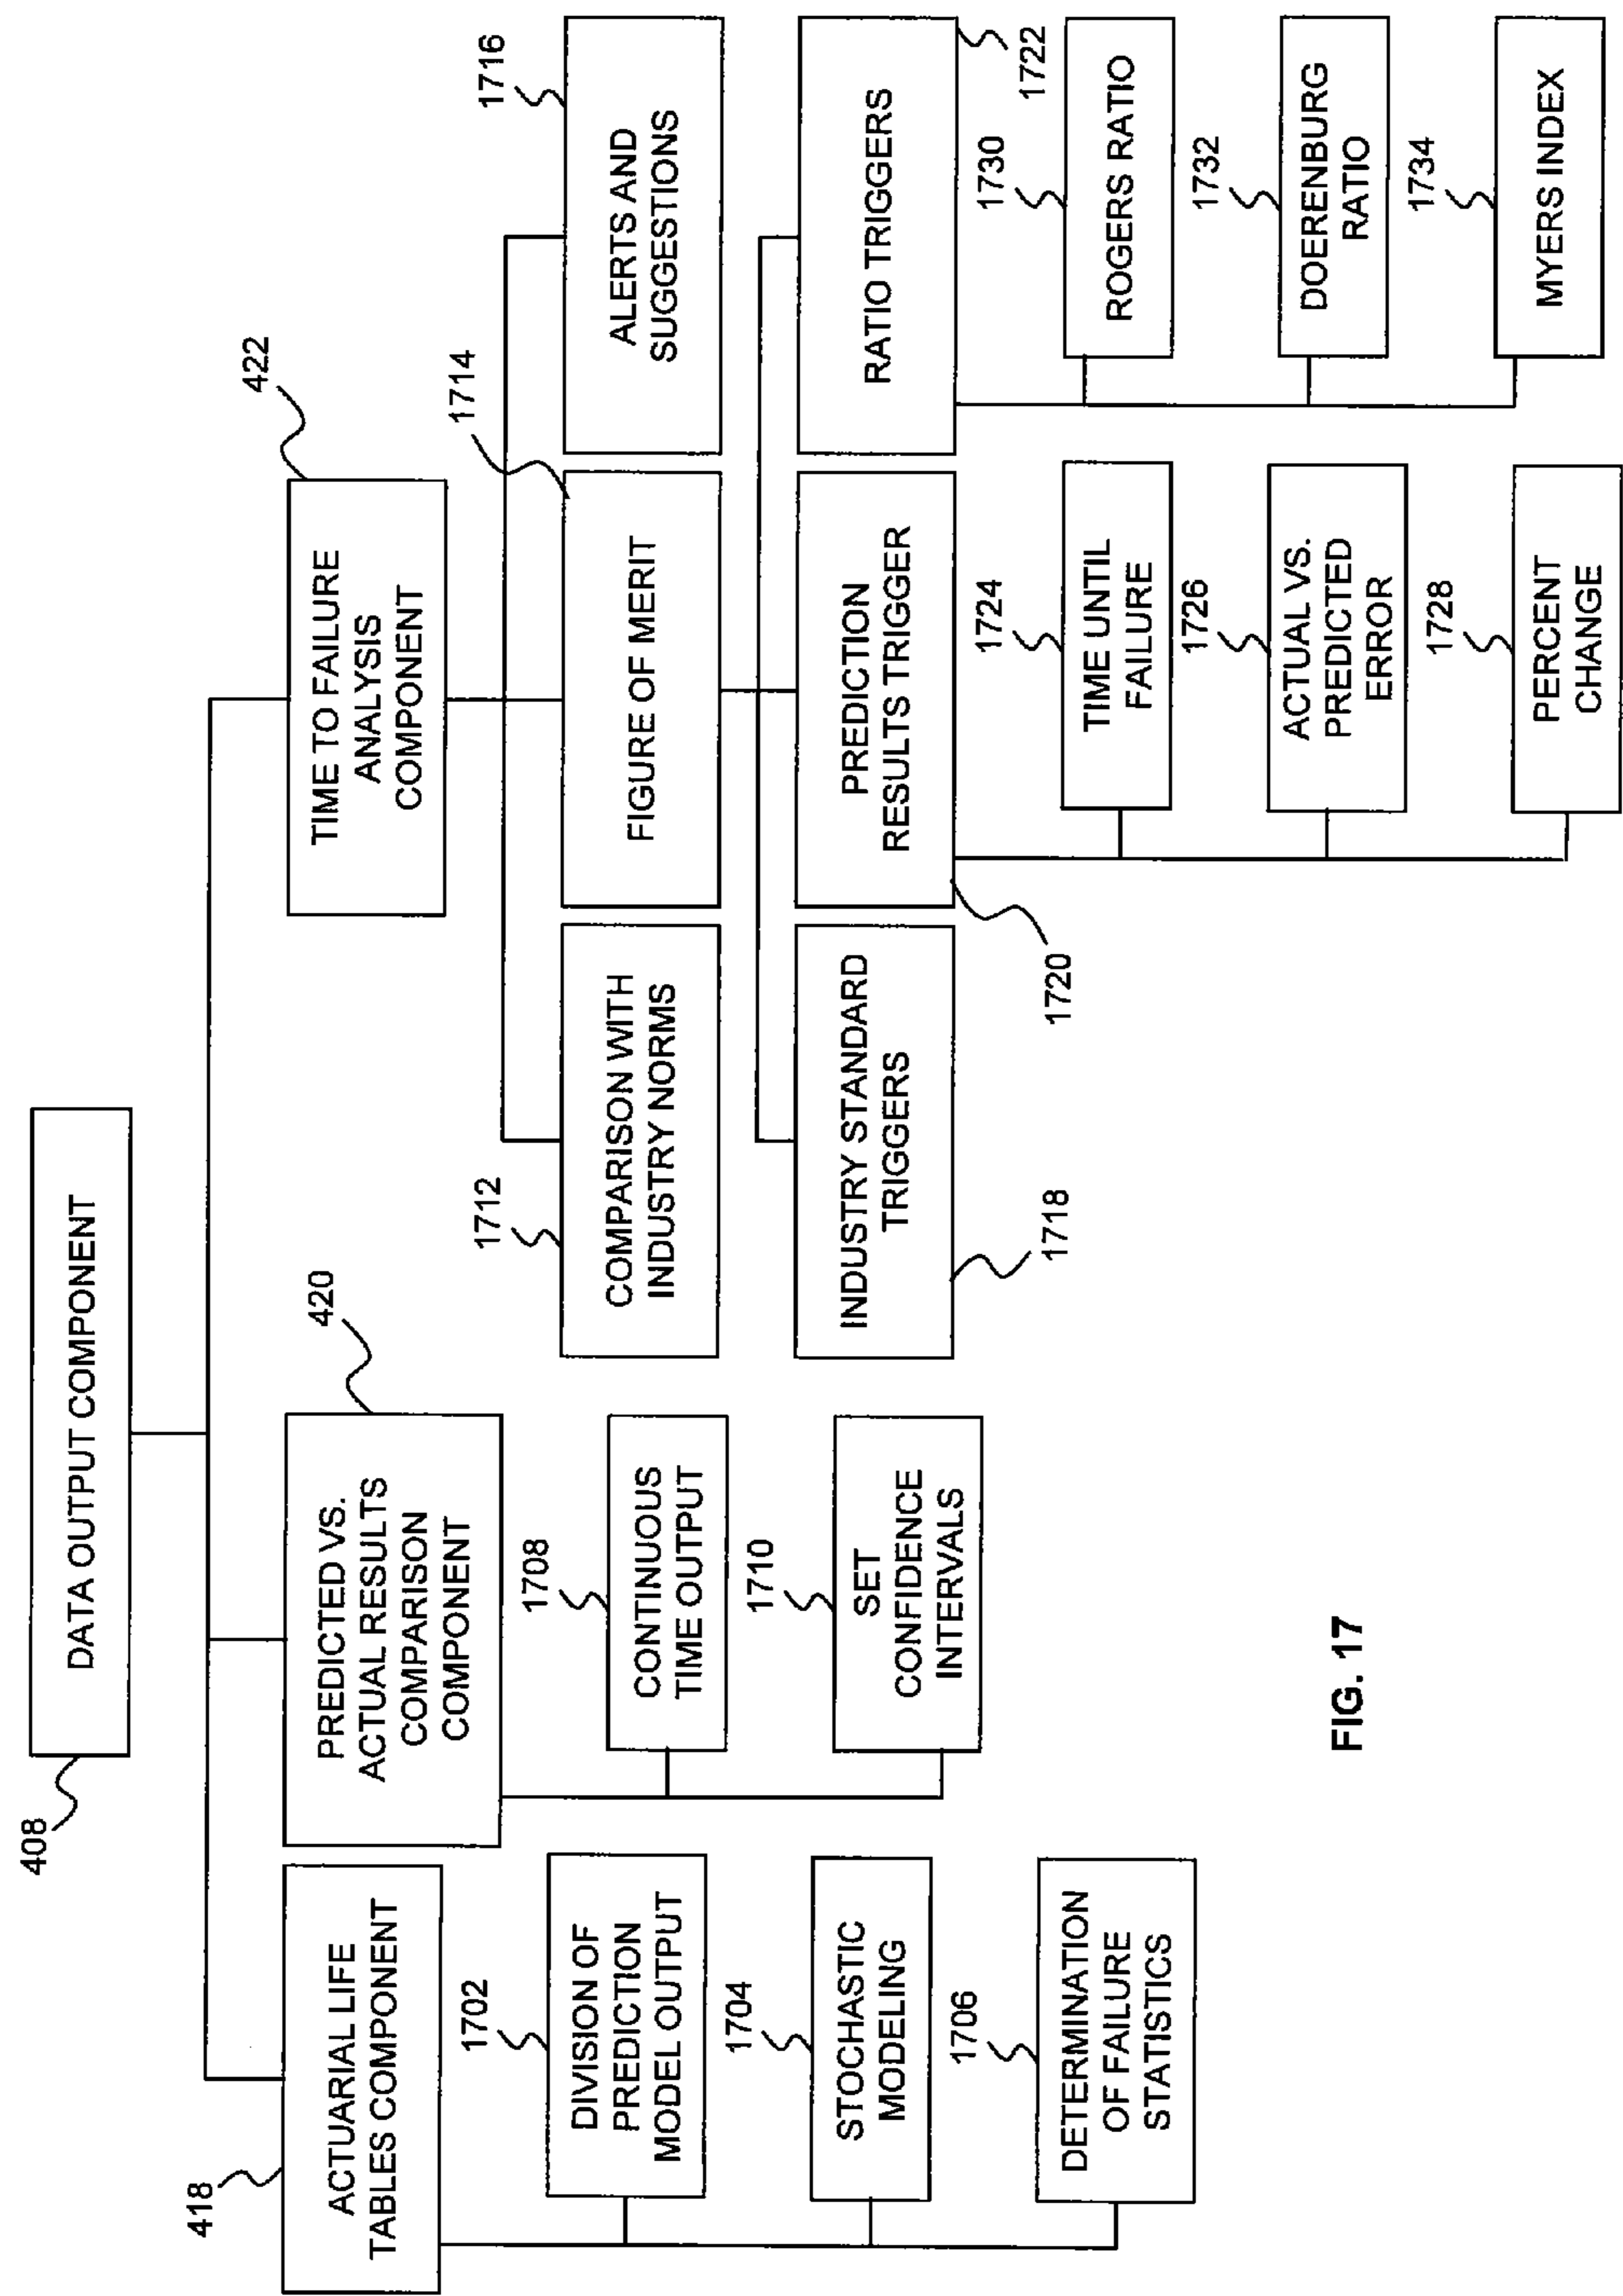 DATA OUTPUT COMPONENT
408
ACTUARIAL LIFE
TABLES COMPONENT
418
DIVISION OF
PREDICTION
MODEL OUTPUT
1702
STOCHASTIC
MODELING
1704
DETERMINATION
OF FAILURE
STATISTICS
1706
PREDICTED VS.
ACTUAL RESULTS
COMPARISON
COMPONENT
420
CONTINUOUS
TIME OUTPUT
1708
SET
CONFIDENCE
INTERVALS
1710
TIME TO FAILURE
ANALYSIS
COMPONENT
422
COMPARISON WITH
INDUSTRY NORMS
1712
FIGURE OF MERIT
1714
ALERTS AND
SUGGESTIONS
1716
INDUSTRY STANDARD
TRIGGERS
1718
PREDICTION
RESULTS TRIGGER
1720
RATIO TRIGGERS
1722
TIME UNTIL
FAILURE
1724
ACTUAL VS.
PREDICTED
ERROR
1726
PERCENT
CHANGE
1728
ROGERS RATIO
1730
DOERENBURG
RATIO
1732
MYERS INDEX
1734
FIG. 17